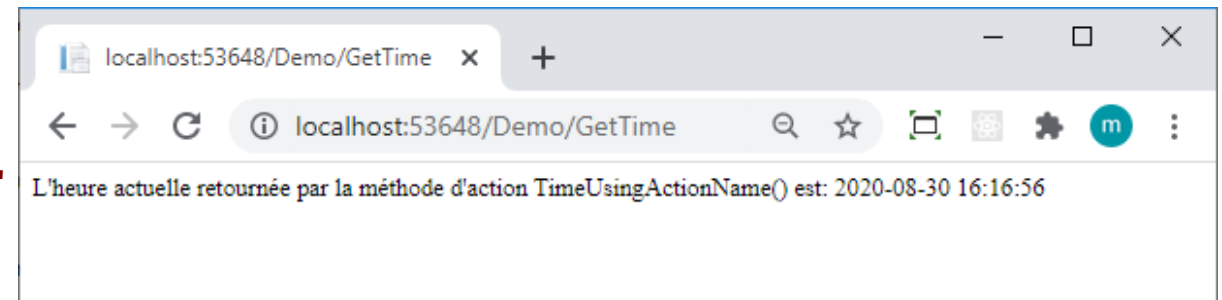 localhost:53648/Demo/GetTime
localhost:53648/Demo/GetTime
m
L'heure actuelle retournée par la méthode d'action TimeUsingActionName() est: 2020-08-30 16:16:56